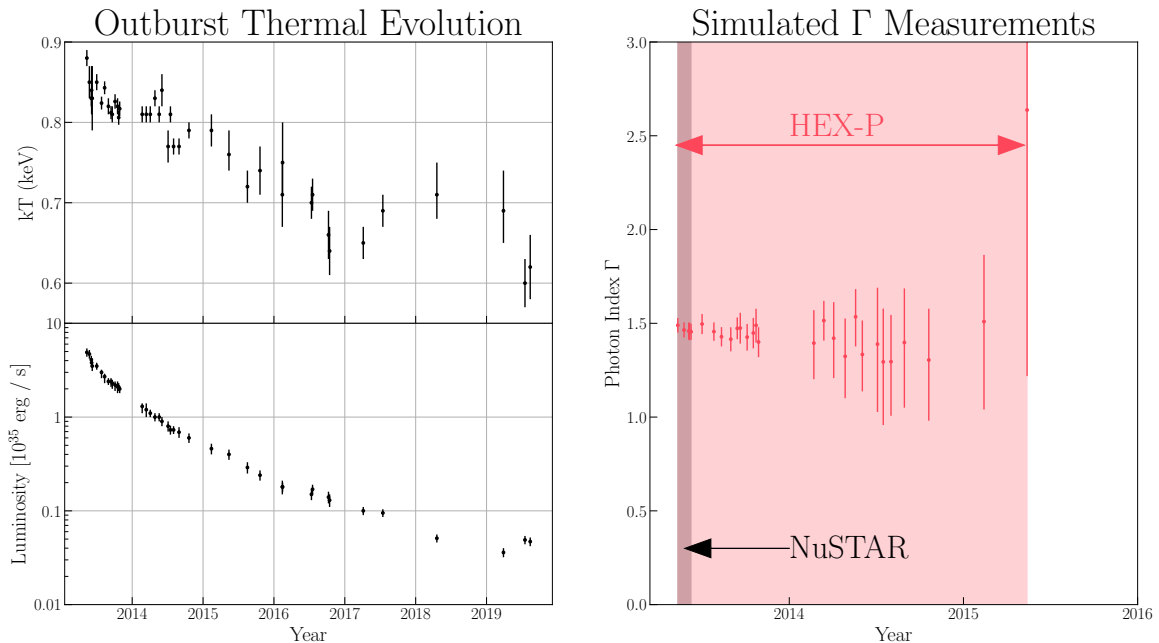 Outburst Thermal Evolution
0.9
0.8
0.7
0.6
kT (keV)
10
1
0.1
0.01
Luminosity [10³⁵ erg / s]
2014 2015 2016 2017 2018 2019
Year
Simulated Γ Measurements
3.0
2.5
2.0
1.5
1.0
0.5
0.0
Photon Index Γ
HEX-P
NuSTAR
2014 2015 2016
Year